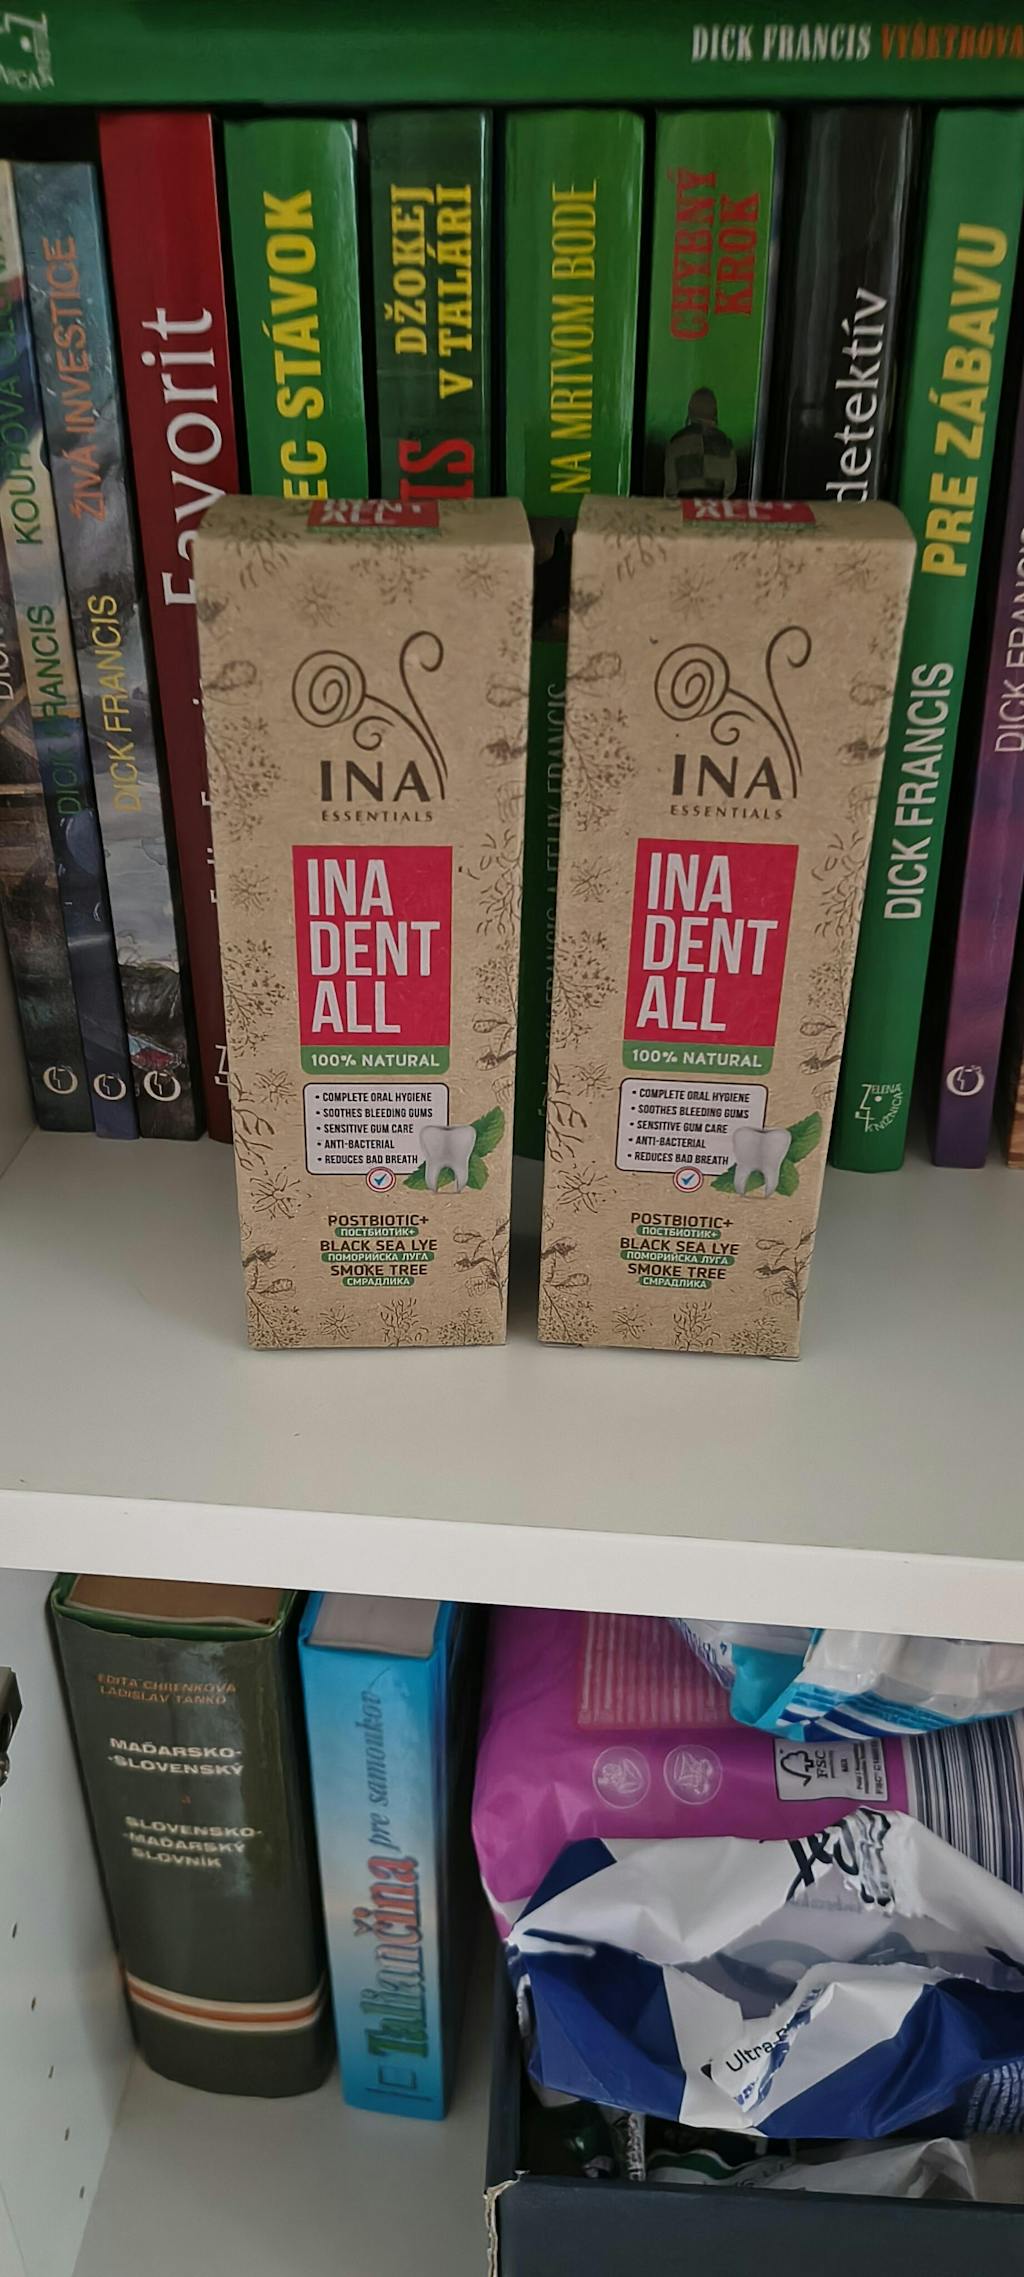 DICK FRANCIS
DICK FRANCIS
ŽIVÁ INVESTICE
DICK FRANCIS
Favorit
EC STÁVOK
DŽOKEJ
V TALÁRI
NA MRTVOM BODE
CHYBNÝ
KROK
detektív
DICK FRANCIS
PRE ZÁBAVU
DICK FRANCIS
ZELENÁ
KNIŽNICA
INA
ESSENTIALS
INA
DENT
ALL
100% NATURAL
• COMPLETE ORAL HYGIENE
• SOOTHES BLEEDING GUMS
• SENSITIVE GUM CARE
• ANTI-BACTERIAL
• REDUCES BAD BREATH
POSTBIOTIC+
ПОСТБИОТИК+
BLACK SEA LYE
ПОМОРИЙСКА ЛУГА
SMOKE TREE
СМРАДЛИКА
INA
ESSENTIALS
INA
DENT
ALL
100% NATURAL
• COMPLETE ORAL HYGIENE
• SOOTHES BLEEDING GUMS
• SENSITIVE GUM CARE
• ANTI-BACTERIAL
• REDUCES BAD BREATH
POSTBIOTIC+
ПОСТБИОТИК+
BLACK SEA LYE
ПОМОРИЙСКА ЛУГА
SMOKE TREE
СМРАДЛИКА
MAĎARSKO-
-SLOVENSKÝ
A
SLOVENSKO-
-MAĎARSKÝ
SLOVNÍK
Taliančina pre samoukov
FSC
MIX